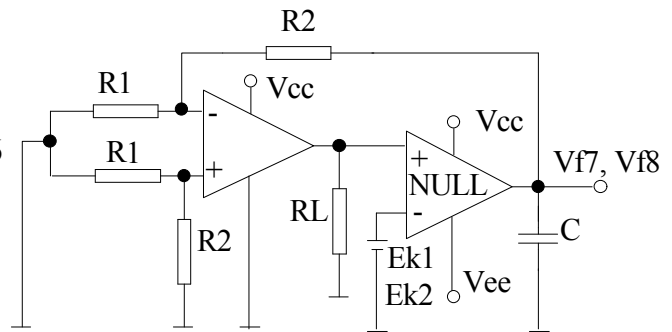 R2
R1
-
Vcc
Vcc
R1
+
+
NULL
-
Vf7, Vf8
R2
RL
Ek1
Ek2
C
Vee